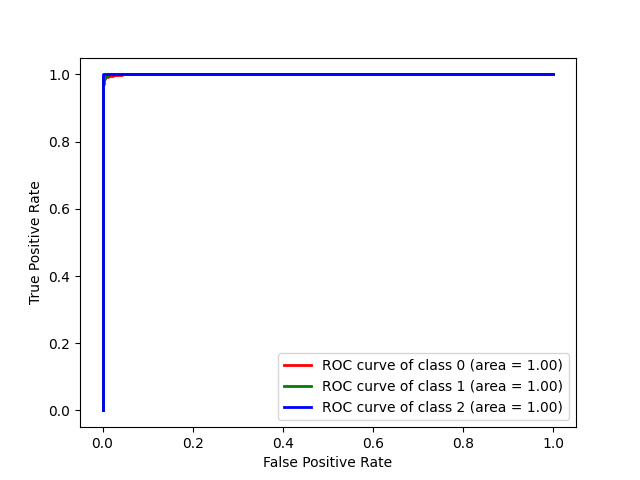 1.0
0.8
0.6
0.4
0.2
0.0
True Positive Rate
ROC curve of class 0 (area = 1.00)
ROC curve of class 1 (area = 1.00)
ROC curve of class 2 (area = 1.00)
0.0 0.2 0.4 0.6 0.8 1.0
False Positive Rate